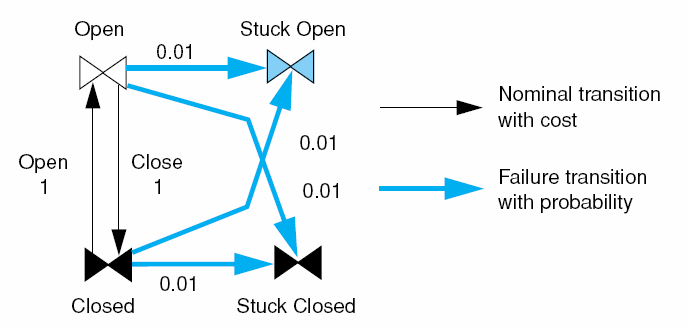 Open
Stuck Open
0.01
Nominal transition
with cost
0.01
Open
1
Close
1
0.01
Failure transition
with probability
0.01
Closed
Stuck Closed